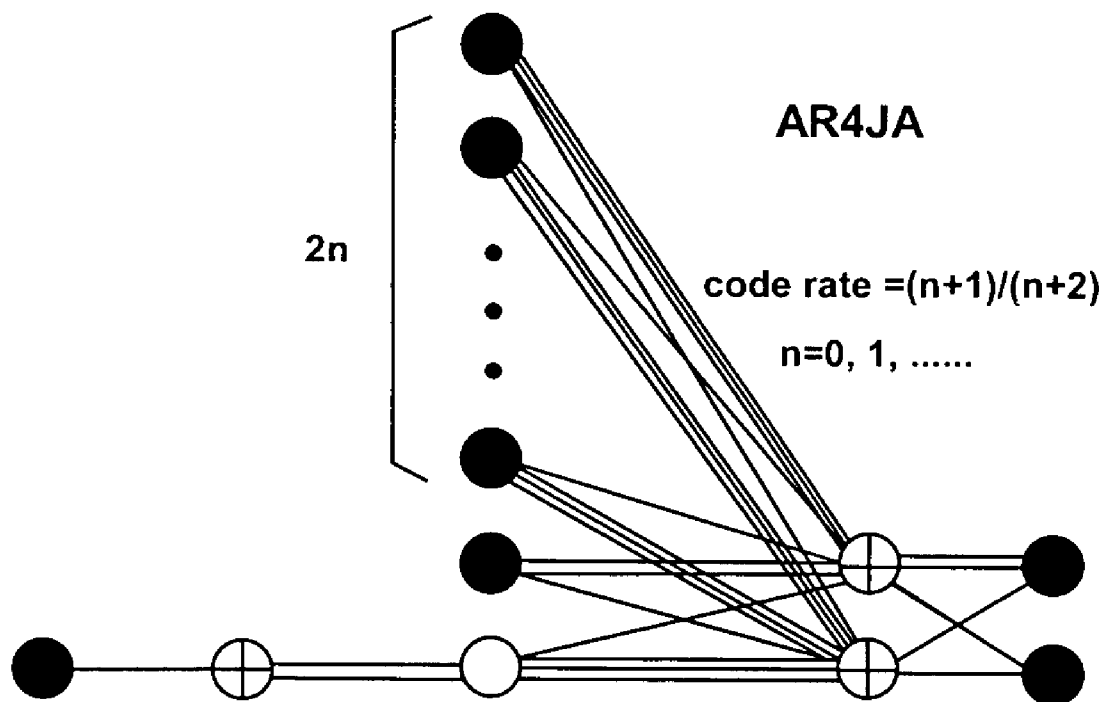 AR4JA
2n
code rate =(n+1)/(n+2)
n=0, 1, ......